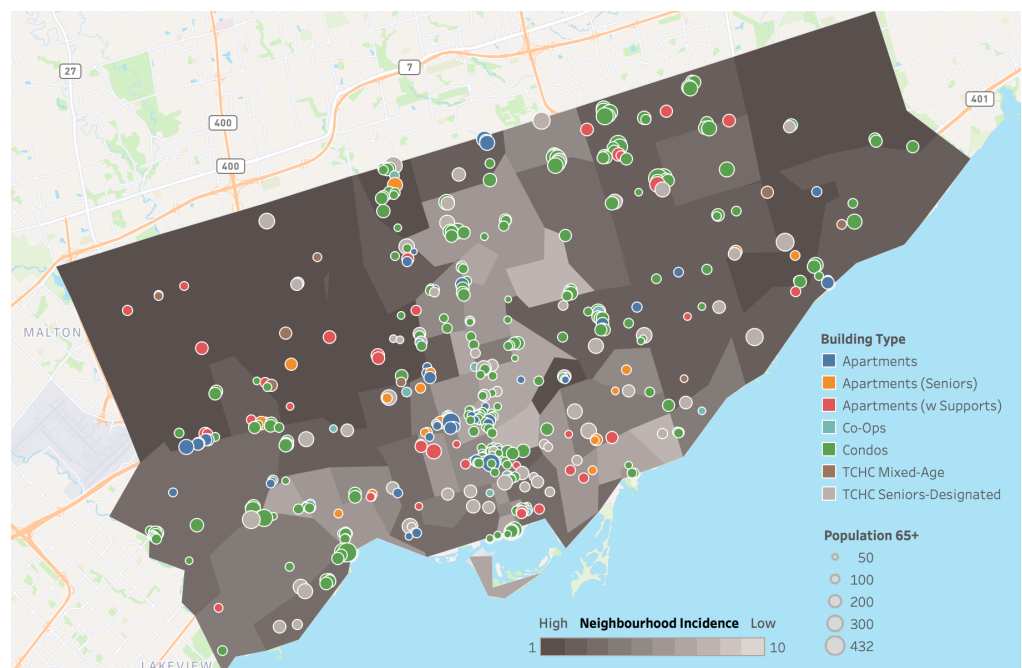 27
7
401
400
400
MALTON
Building Type
Apartments
Apartments (Seniors)
Apartments (w Supports)
Co-Ops
Condos
TCHC Mixed-Age
TCHC Seniors-Designated
Population 65+
50
100
200
300
432
High Neighbourhood Incidence Low
1 10
LAKEVIEW